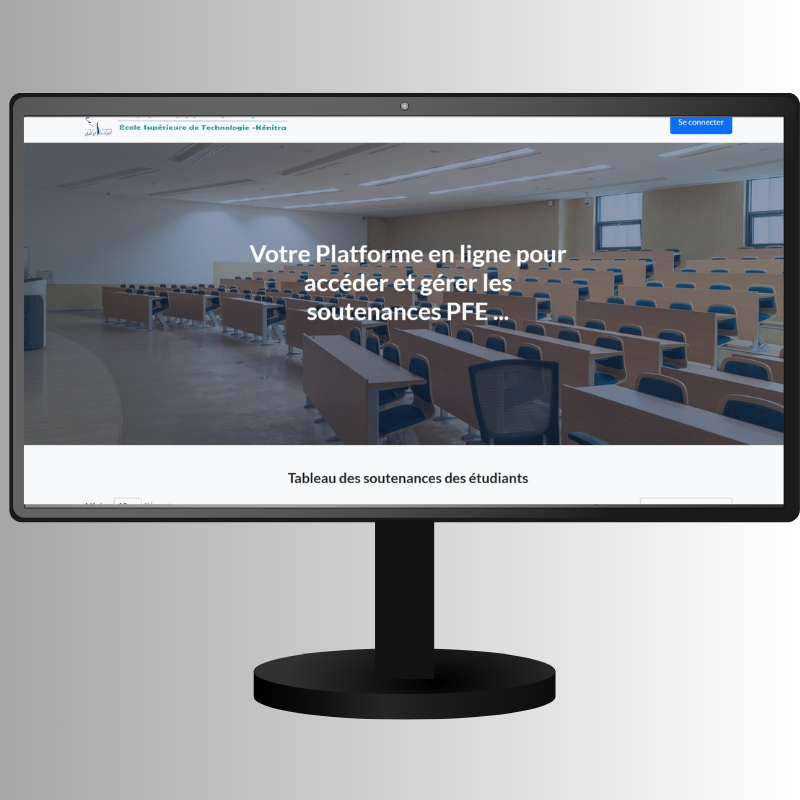 École Supérieure de Technologie -Kénitra
Se connecter
Votre Platforme en ligne pour
accéder et gérer les
soutenances PFE ...
Tableau des soutenances des étudiants